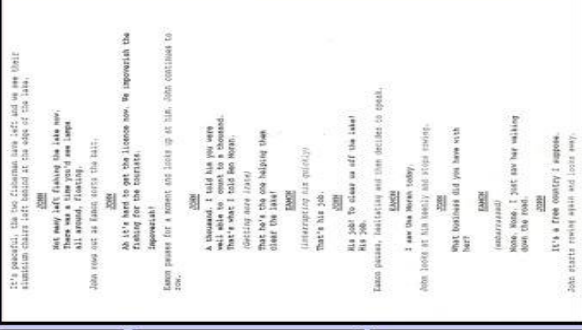 It's peaceful the two fishermen have left and we see their
aluminium chairs left behind at the edge of the lake.
JOHN
Not many left fishing the lake now.
There was a time you'd see lamps
all around, floating.
John rows out as Eamon sorts the bait.
JOHN
Ah it's hard to get the licence now. We impoverish the
fishing for the tourists.
Impoverish!
Eamon pauses for a moment and looks up at him. John continues to
row.
A thousand. I told him you were
well able to count to a thousand.
That's what I told Ben Moran.
(Getting more irate)
That he's the one helping them
clear the lake!
EAMON
(interrupting him quickly)
That's his job.
JOHN
His job! To clear us off the lake!
His job.
Eamon pauses, hesitating and then decides to speak.
EAMON
I saw the Moran today.
John looks at him keenly and stops rowing.
JOHN
What business did you have with
her?
EAMON
(embarrassed)
None. None. I just saw her walking
down the road.
JOHN
It's a free country I suppose.
John starts rowing again and looks away.